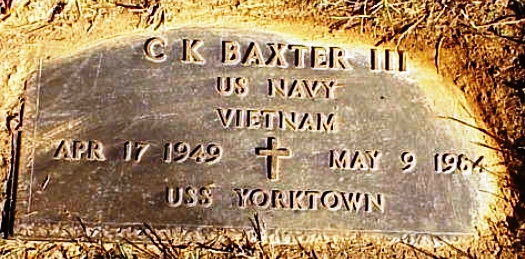 C K BAXTER III
US NAVY
VIETNAM
APR 17 1949 MAY 9 1984
USS YORKTOWN